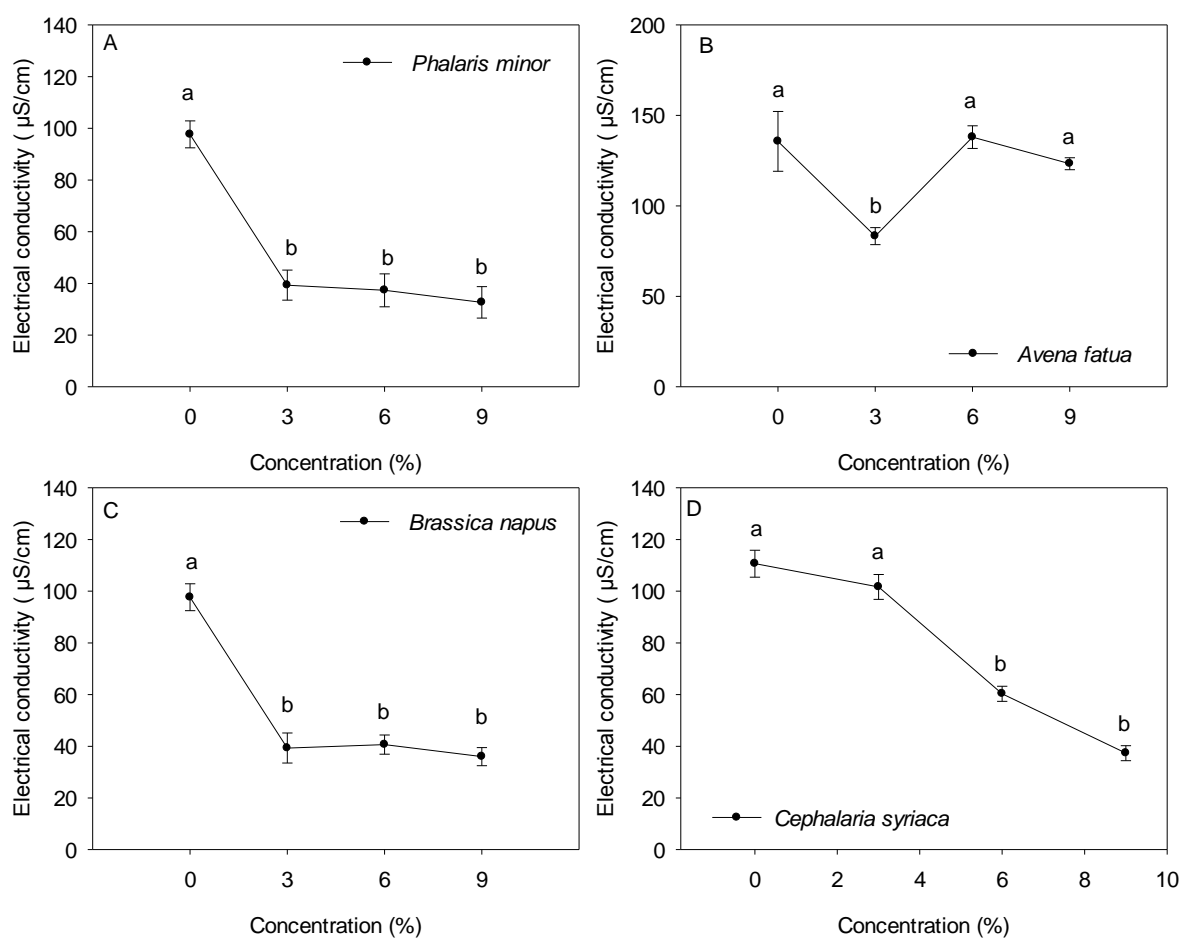 A
Phalaris minor
Electrical conductivity ( µS/cm)
140
120
100
80
60
40
20
0
a
b
b
b
0 3 6 9
Concentration (%)
B
Avena fatua
Electrical conductivity ( µS/cm)
200
150
100
50
0
a
b
a
a
0 3 6 9
Concentration (%)
C
Brassica napus
Electrical conductivity ( µS/cm)
140
120
100
80
60
40
20
0
a
b
b
b
0 3 6 9
Concentration (%)
D
Cephalaria syriaca
Electrical conductivity ( µS/cm)
140
120
100
80
60
40
20
0
a
a
b
b
0 2 4 6 8 10
Concentration (%)